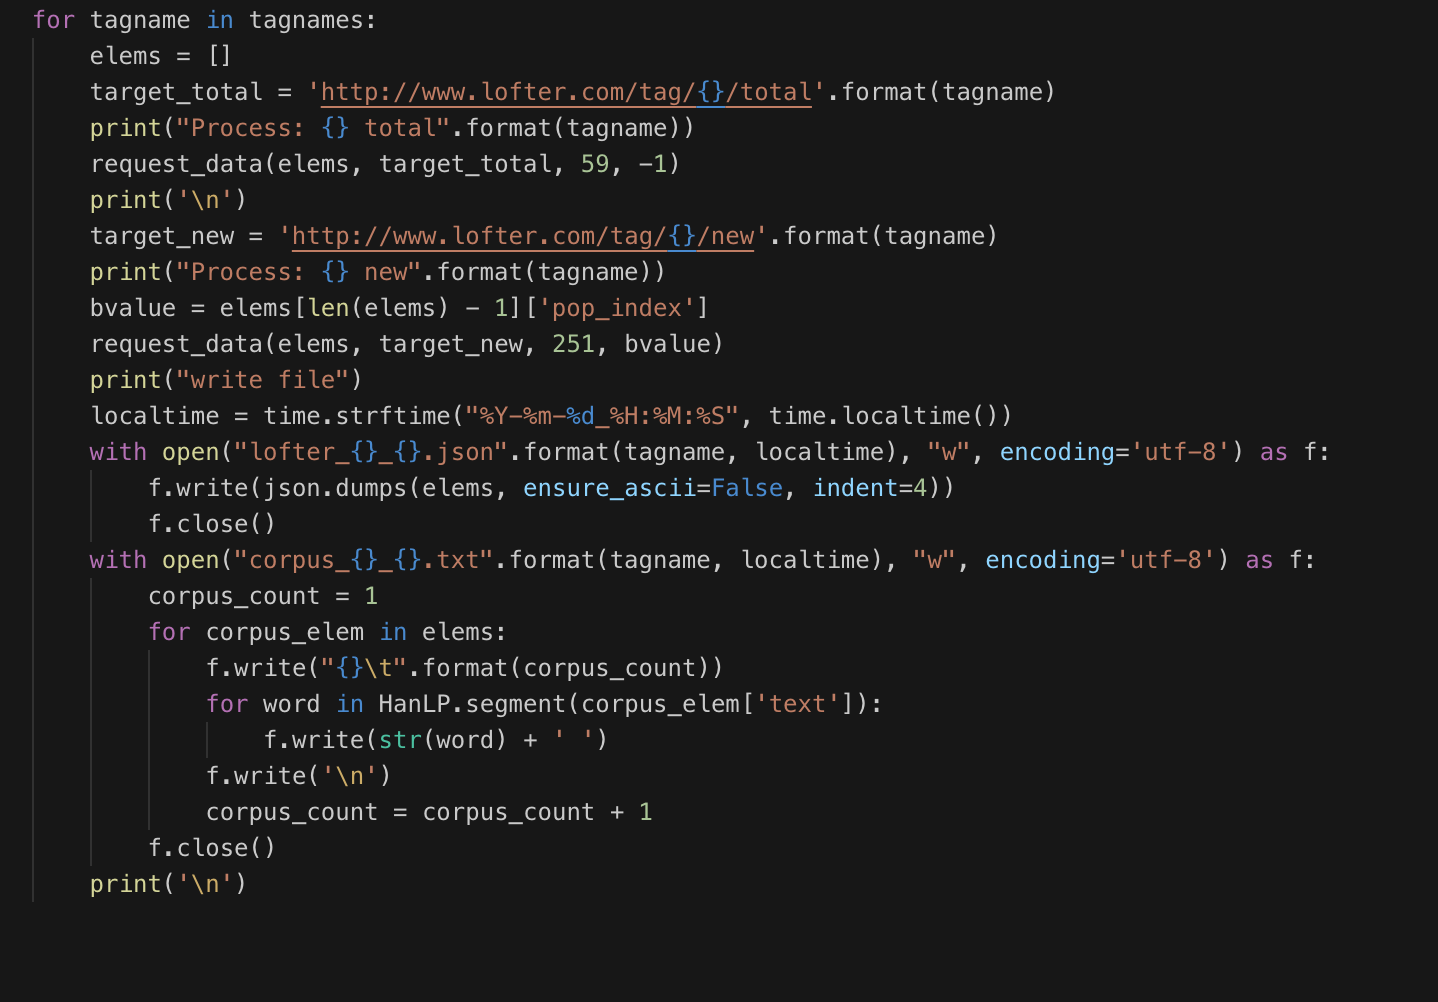 for tagname in tagnames:
    elems = []
    target_total = 'http://www.lofter.com/tag/{}/total'.format(tagname)
    print("Process: {} total".format(tagname))
    request_data(elems, target_total, 59, -1)
    print('\n')
    target_new = 'http://www.lofter.com/tag/{}/new'.format(tagname)
    print("Process: {} new".format(tagname))
    bvalue = elems[len(elems) - 1]['pop_index']
    request_data(elems, target_new, 251, bvalue)
    print("write file")
    localtime = time.strftime("%Y-%m-%d_%H:%M:%S", time.localtime())
    with open("lofter_{}_{}.json".format(tagname, localtime), "w", encoding='utf-8') as f:
        f.write(json.dumps(elems, ensure_ascii=False, indent=4))
        f.close()
    with open("corpus_{}_{}.txt".format(tagname, localtime), "w", encoding='utf-8') as f:
        corpus_count = 1
        for corpus_elem in elems:
            f.write("{}\t".format(corpus_count))
            for word in HanLP.segment(corpus_elem['text']):
                f.write(str(word) + ' ')
            f.write('\n')
            corpus_count = corpus_count + 1
        f.close()
    print('\n')